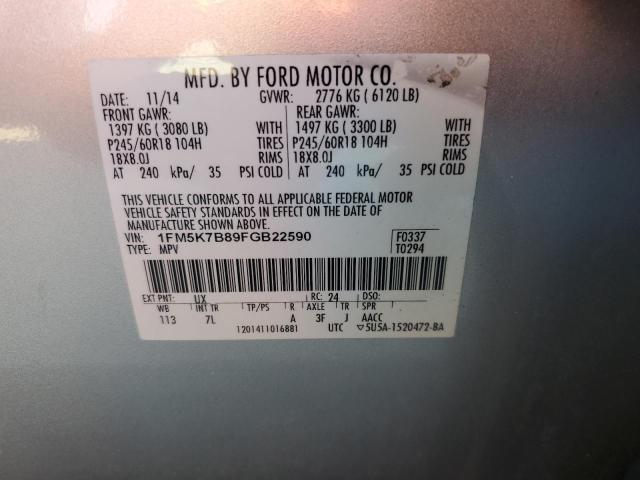 MFD. BY FORD MOTOR CO.
DATE: 11/14 GVWR: 2776 KG ( 6120 LB)
FRONT GAWR: REAR GAWR:
1397 KG ( 3080 LB) WITH 1497 KG ( 3300 LB) WITH
P245/60R18 104H TIRES P245/60R18 104H TIRES
18X8.0J RIMS 18X8.0J RIMS
AT 240 kPa/ 35 PSI COLD AT 240 kPa/ 35 PSI COLD
THIS VEHICLE CONFORMS TO ALL APPLICABLE FEDERAL MOTOR
VEHICLE SAFETY STANDARDS IN EFFECT ON THE DATE OF
MANUFACTURE SHOWN ABOVE.
VIN: 1FM5K7B89FGB22590 F0337
TYPE: MPV T0294
EXT PNT: UX RC: 24 DSO:
WB INT TR TP/PS R AXLE TR SPR
113 7L A 3F J AACC
1201411016881 UTC 5U5A-1520472-BA